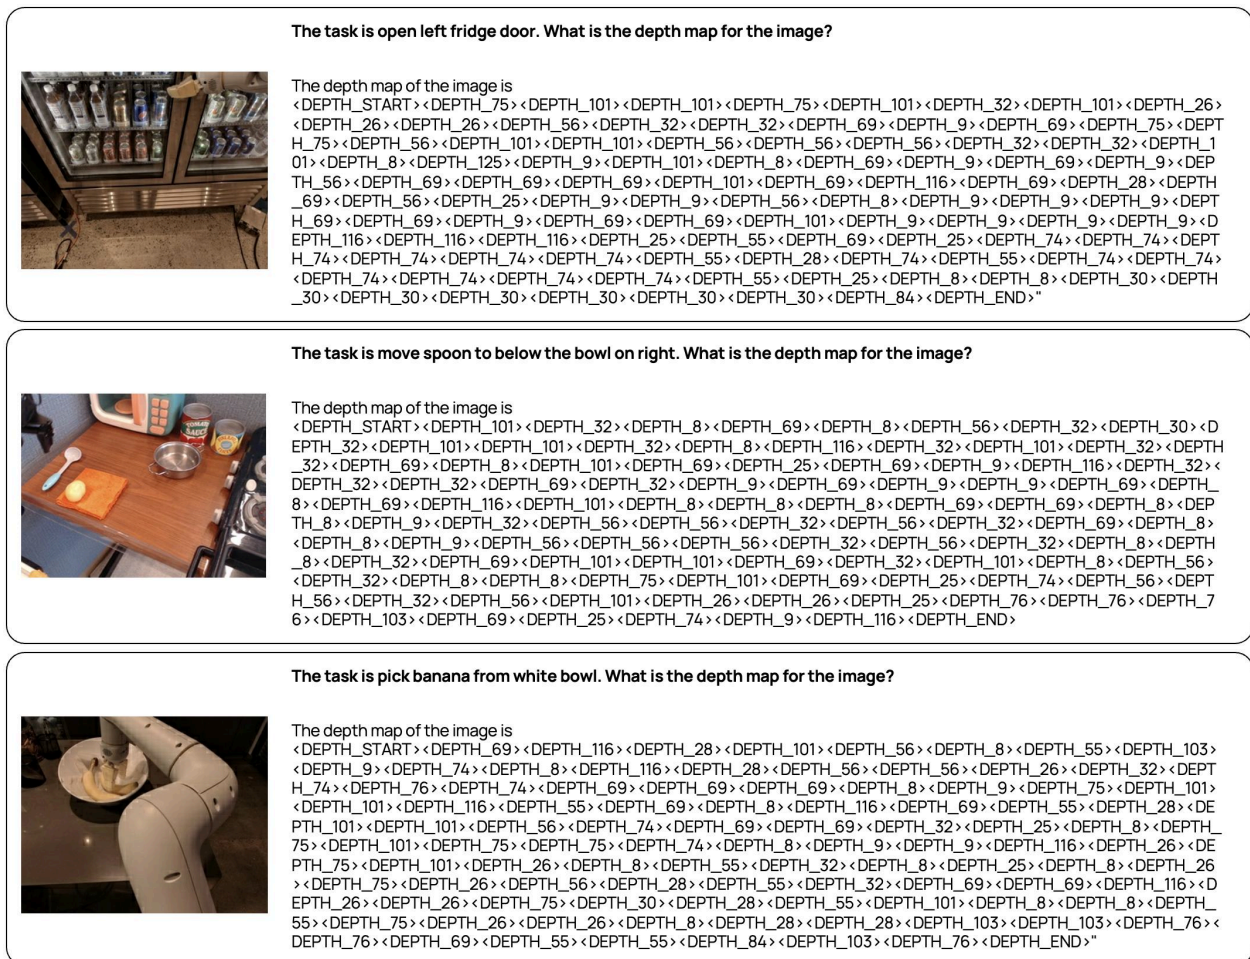 The task is open left fridge door. What is the depth map for the image?
The depth map of the image is
<DEPTH_START><DEPTH_75><DEPTH_101><DEPTH_101><DEPTH_75><DEPTH_101><DEPTH_32><DEPTH_101><DEPTH_26>
<DEPTH_26><DEPTH_26><DEPTH_56><DEPTH_32><DEPTH_32><DEPTH_69><DEPTH_9><DEPTH_69><DEPTH_75><DEPT
H_75><DEPTH_56><DEPTH_101><DEPTH_101><DEPTH_56><DEPTH_56><DEPTH_56><DEPTH_32><DEPTH_32><DEPTH_1
01><DEPTH_8><DEPTH_125><DEPTH_9><DEPTH_101><DEPTH_8><DEPTH_69><DEPTH_9><DEPTH_69><DEPTH_9><DEP
TH_56><DEPTH_69><DEPTH_69><DEPTH_69><DEPTH_101><DEPTH_69><DEPTH_116><DEPTH_69><DEPTH_28><DEPTH
_69><DEPTH_56><DEPTH_25><DEPTH_9><DEPTH_9><DEPTH_56><DEPTH_8><DEPTH_9><DEPTH_9><DEPTH_9><DEPT
H_69><DEPTH_69><DEPTH_9><DEPTH_69><DEPTH_69><DEPTH_101><DEPTH_9><DEPTH_9><DEPTH_9><DEPTH_9><D
EPTH_116><DEPTH_116><DEPTH_116><DEPTH_25><DEPTH_55><DEPTH_69><DEPTH_25><DEPTH_74><DEPTH_74><DEPT
H_74><DEPTH_74><DEPTH_74><DEPTH_74><DEPTH_55><DEPTH_28><DEPTH_74><DEPTH_55><DEPTH_74><DEPTH_74>
<DEPTH_74><DEPTH_74><DEPTH_74><DEPTH_74><DEPTH_55><DEPTH_25><DEPTH_8><DEPTH_8><DEPTH_30><DEPTH
_30><DEPTH_30><DEPTH_30><DEPTH_30><DEPTH_30><DEPTH_30><DEPTH_84><DEPTH_END>"
The task is move spoon to below the bowl on right. What is the depth map for the image?
The depth map of the image is
<DEPTH_START><DEPTH_101><DEPTH_32><DEPTH_8><DEPTH_69><DEPTH_8><DEPTH_56><DEPTH_32><DEPTH_30><D
EPTH_32><DEPTH_101><DEPTH_101><DEPTH_32><DEPTH_8><DEPTH_116><DEPTH_32><DEPTH_101><DEPTH_32><DEPTH
_32><DEPTH_69><DEPTH_8><DEPTH_101><DEPTH_69><DEPTH_25><DEPTH_69><DEPTH_9><DEPTH_116><DEPTH_32><
DEPTH_32><DEPTH_32><DEPTH_69><DEPTH_32><DEPTH_9><DEPTH_69><DEPTH_9><DEPTH_9><DEPTH_69><DEPTH_
8><DEPTH_69><DEPTH_116><DEPTH_101><DEPTH_8><DEPTH_8><DEPTH_8><DEPTH_69><DEPTH_69><DEPTH_8><DEP
TH_8><DEPTH_9><DEPTH_32><DEPTH_56><DEPTH_56><DEPTH_32><DEPTH_56><DEPTH_32><DEPTH_69><DEPTH_8>
<DEPTH_8><DEPTH_9><DEPTH_56><DEPTH_56><DEPTH_56><DEPTH_32><DEPTH_56><DEPTH_32><DEPTH_8><DEPTH
_8><DEPTH_32><DEPTH_69><DEPTH_101><DEPTH_101><DEPTH_69><DEPTH_32><DEPTH_101><DEPTH_8><DEPTH_56>
<DEPTH_32><DEPTH_8><DEPTH_8><DEPTH_75><DEPTH_101><DEPTH_69><DEPTH_25><DEPTH_74><DEPTH_56><DEPT
H_56><DEPTH_32><DEPTH_56><DEPTH_101><DEPTH_26><DEPTH_26><DEPTH_25><DEPTH_76><DEPTH_76><DEPTH_7
6><DEPTH_103><DEPTH_69><DEPTH_25><DEPTH_74><DEPTH_9><DEPTH_116><DEPTH_END>
TOMATO
SAUCE
The task is pick banana from white bowl. What is the depth map for the image?
The depth map of the image is
<DEPTH_START><DEPTH_69><DEPTH_116><DEPTH_28><DEPTH_101><DEPTH_56><DEPTH_8><DEPTH_55><DEPTH_103>
<DEPTH_9><DEPTH_74><DEPTH_8><DEPTH_116><DEPTH_28><DEPTH_56><DEPTH_56><DEPTH_26><DEPTH_32><DEPT
H_74><DEPTH_76><DEPTH_74><DEPTH_69><DEPTH_69><DEPTH_69><DEPTH_8><DEPTH_9><DEPTH_75><DEPTH_101>
<DEPTH_101><DEPTH_116><DEPTH_55><DEPTH_69><DEPTH_8><DEPTH_116><DEPTH_69><DEPTH_55><DEPTH_28><DE
PTH_101><DEPTH_101><DEPTH_56><DEPTH_74><DEPTH_69><DEPTH_69><DEPTH_32><DEPTH_25><DEPTH_8><DEPTH_
75><DEPTH_101><DEPTH_75><DEPTH_75><DEPTH_74><DEPTH_8><DEPTH_9><DEPTH_9><DEPTH_116><DEPTH_26><DE
PTH_75><DEPTH_101><DEPTH_26><DEPTH_8><DEPTH_55><DEPTH_32><DEPTH_8><DEPTH_25><DEPTH_8><DEPTH_26
><DEPTH_75><DEPTH_26><DEPTH_56><DEPTH_28><DEPTH_55><DEPTH_32><DEPTH_69><DEPTH_69><DEPTH_116><D
EPTH_26><DEPTH_26><DEPTH_75><DEPTH_30><DEPTH_28><DEPTH_55><DEPTH_101><DEPTH_8><DEPTH_8><DEPTH_
55><DEPTH_75><DEPTH_26><DEPTH_26><DEPTH_8><DEPTH_28><DEPTH_28><DEPTH_103><DEPTH_103><DEPTH_76><
DEPTH_76><DEPTH_69><DEPTH_55><DEPTH_55><DEPTH_84><DEPTH_103><DEPTH_76><DEPTH_END>"